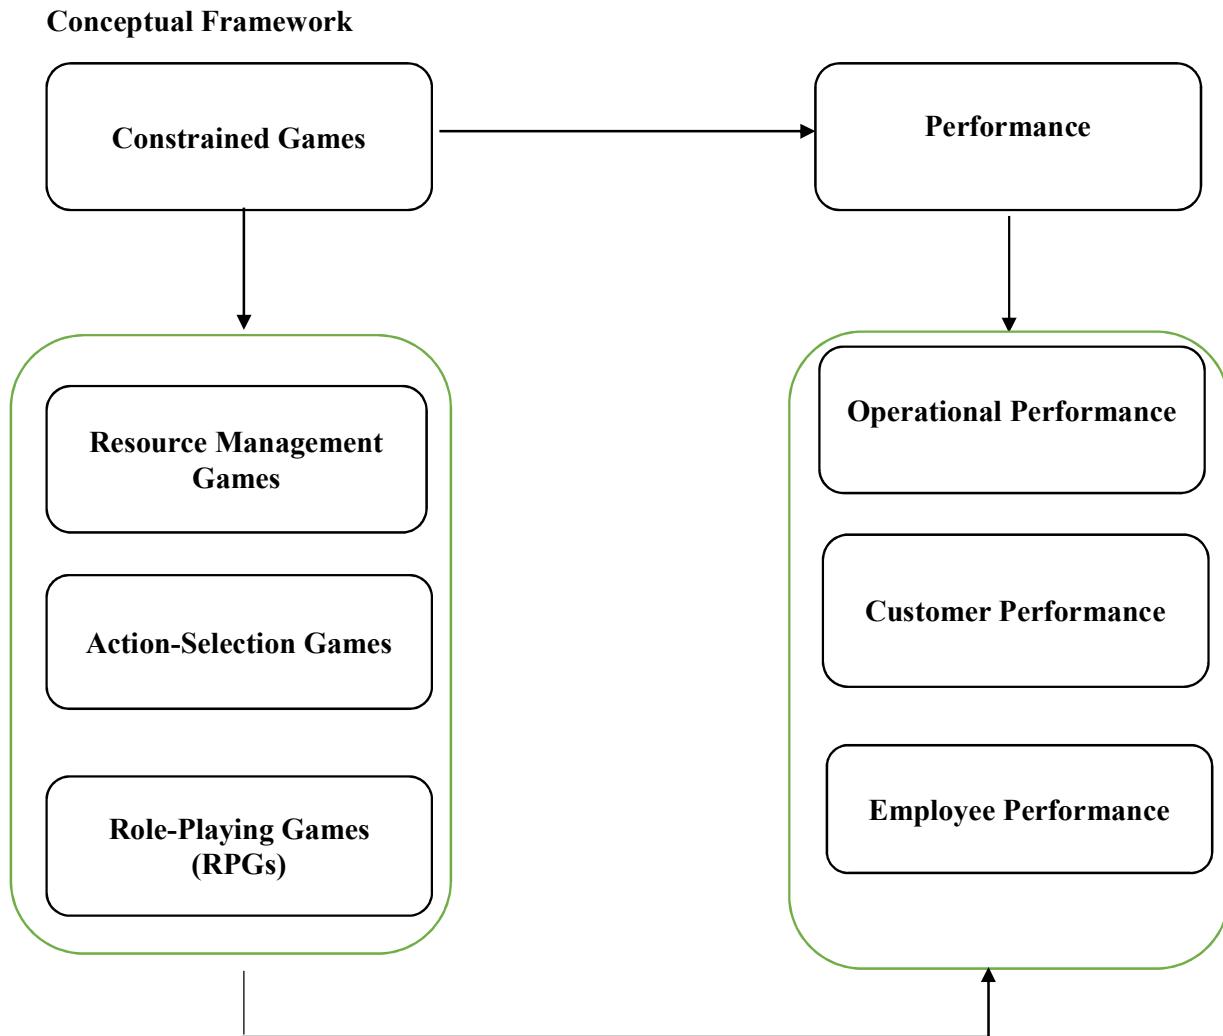 Conceptual Framework
Constrained Games
Performance
Resource Management
Games
Action-Selection Games
Role-Playing Games
(RPGs)
Operational Performance
Customer Performance
Employee Performance